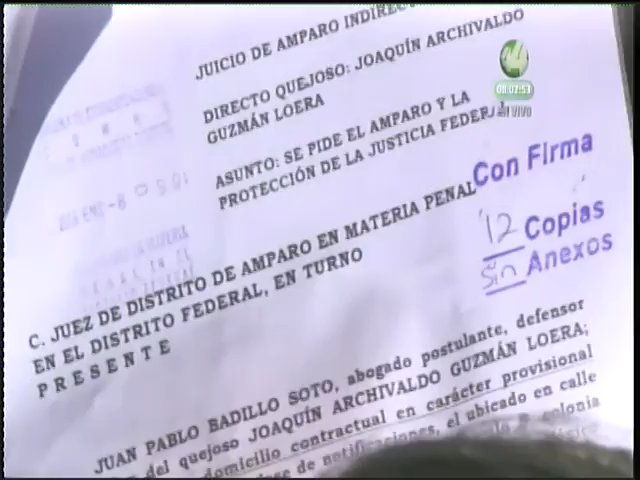 JUICIO DE AMPARO
DIRECTO QUEJOSO: JOAQUÍN ARCHIVALDO
GUZMÁN LOERA
08:07:53
EN VIVO
ASUNTO: SE PIDE EL AMPARO Y LA
PROTECCIÓN DE LA JUSTICIA
Con Firma
12 Copias
Sin Anexos
C. JUEZ DE DISTRITO DE AMPARO EN MATERIA PENAL
EN EL DISTRITO FEDERAL, EN TURNO
P R E S E N T E
JUAN PABLO BADILLO SOTO, abogado postulante, defensor
del quejoso JOAQUÍN ARCHIVALDO GUZMÁN LOERA;
domicilio contractual en carácter provisional
de notificaciones, el ubicado en calle
colonia